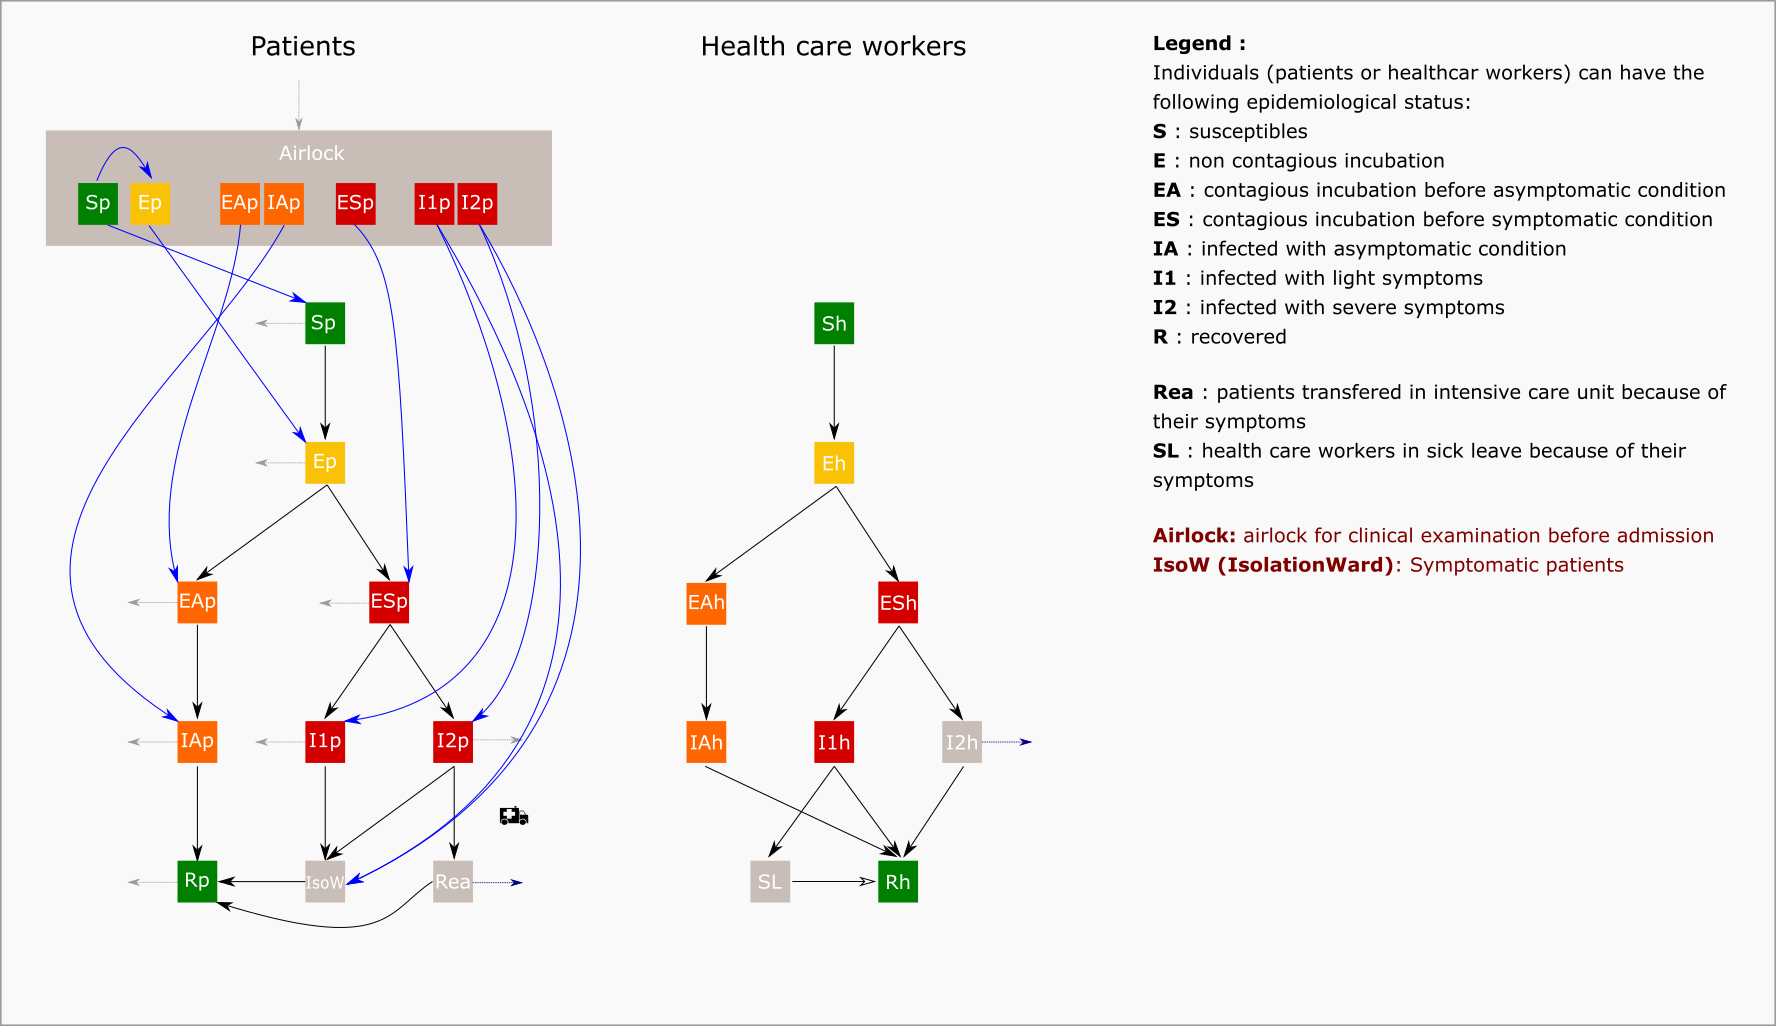 Patients
Health care workers
Airlock
Sp Ep EAp IAp ESp I1p I2p
Sp
Ep
EAp ESp
IAp I1p I2p
Rp IsoW Rea
Sh
Eh
EAh ESh
IAh I1h I2h
SL Rh
Legend :
Individuals (patients or healthcar workers) can have the
following epidemiological status:
S : susceptibles
E : non contagious incubation
EA : contagious incubation before asymptomatic condition
ES : contagious incubation before symptomatic condition
IA : infected with asymptomatic condition
I1 : infected with light symptoms
I2 : infected with severe symptoms
R : recovered
Rea : patients transfered in intensive care unit because of
their symptoms
SL : health care workers in sick leave because of their
symptoms
Airlock: airlock for clinical examination before admission
IsoW (IsolationWard): Symptomatic patients